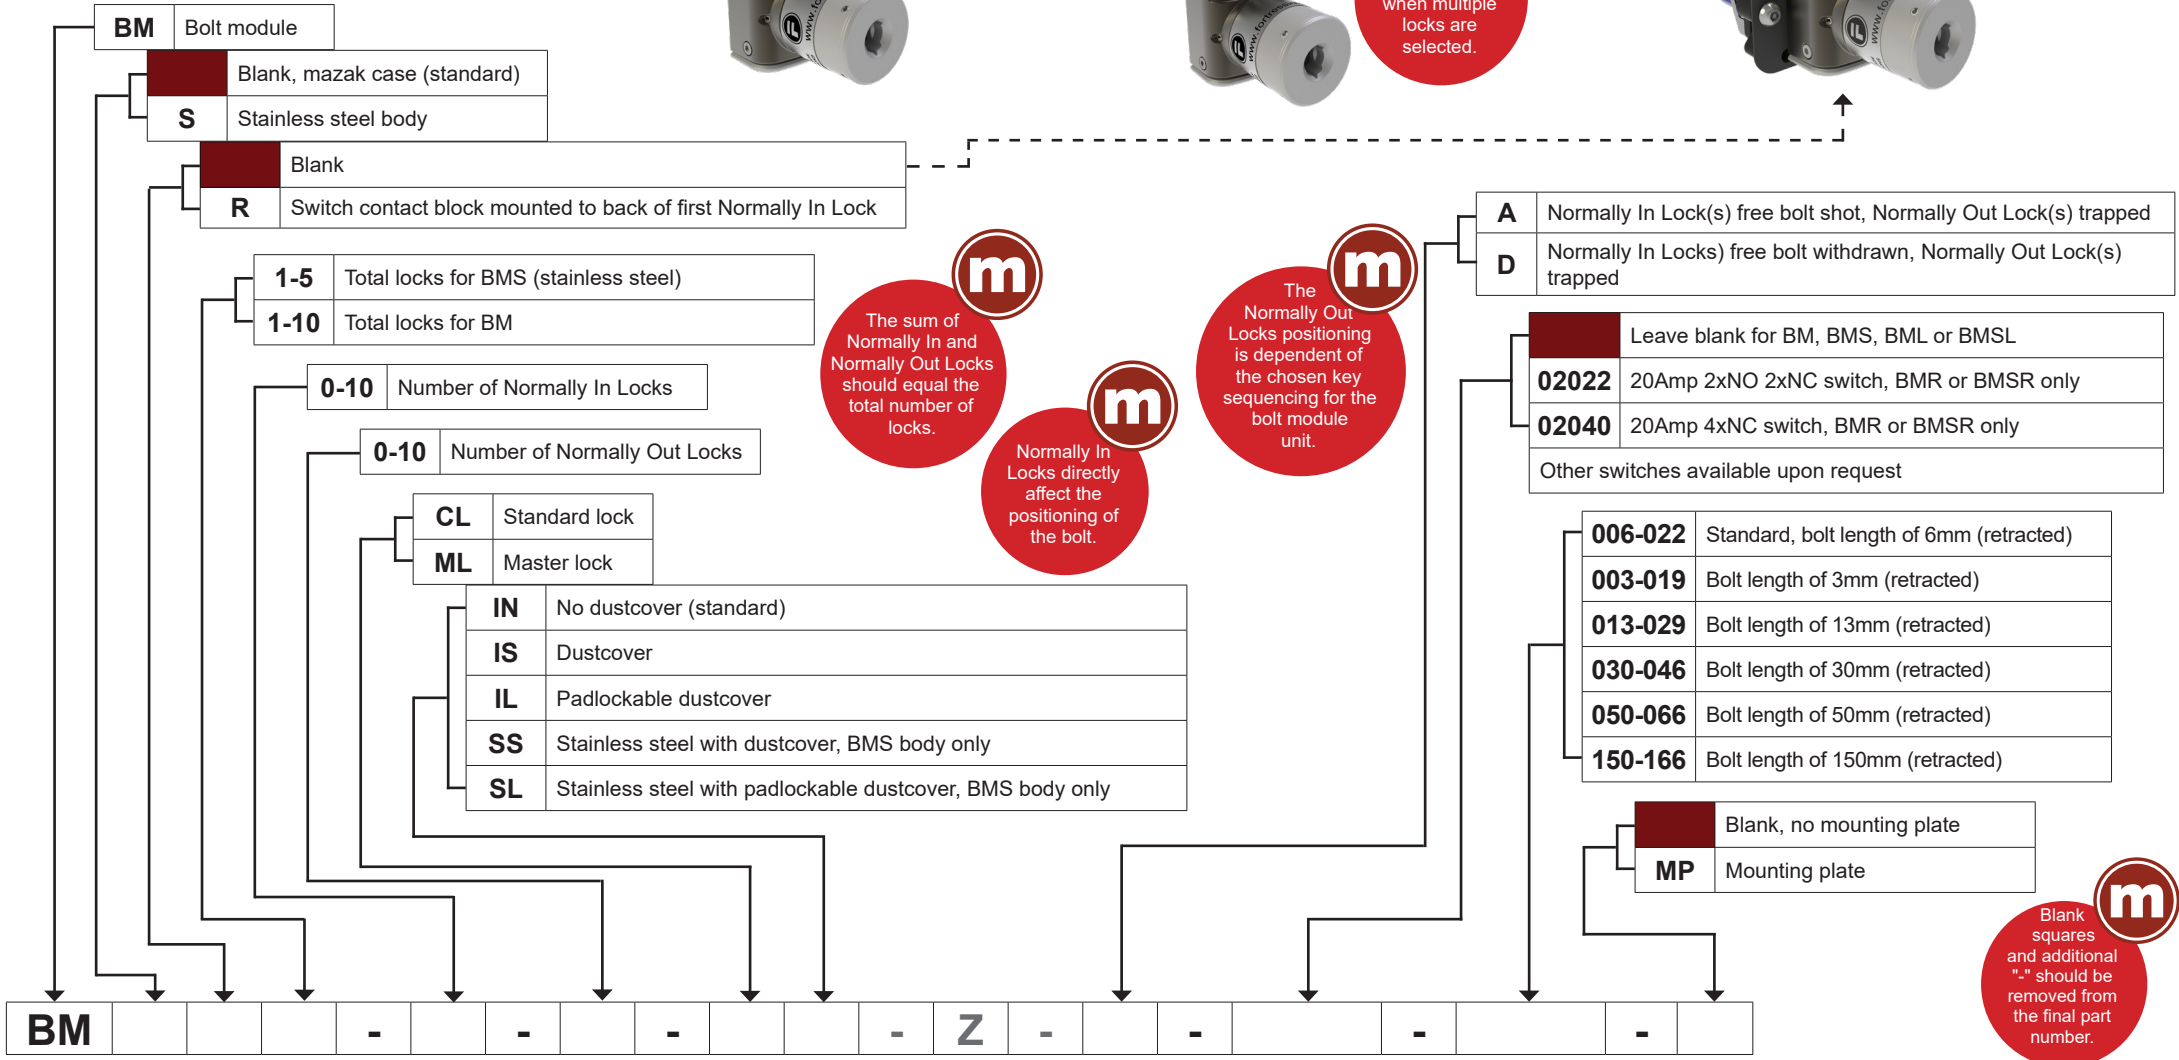 when multiple
locks are
selected.
BM Bolt module
Blank, mazak case (standard)
S Stainless steel body
Blank
R Switch contact block mounted to back of first Normally In Lock
1-5 Total locks for BMS (stainless steel)
1-10 Total locks for BM
0-10 Number of Normally In Locks
0-10 Number of Normally Out Locks
CL Standard lock
ML Master lock
IN No dustcover (standard)
IS Dustcover
IL Padlockable dustcover
SS Stainless steel with dustcover, BMS body only
SL Stainless steel with padlockable dustcover, BMS body only
m
The sum of
Normally In and
Normally Out Locks
should equal the
total number of
locks.
m
Normally In
Locks directly
affect the
positioning of
the bolt.
m
The
Normally Out
Locks positioning
is dependent of
the chosen key
sequencing for the
bolt module
unit.
A Normally In Lock(s) free bolt shot, Normally Out Lock(s) trapped
D Normally In Locks) free bolt withdrawn, Normally Out Lock(s)
trapped
Leave blank for BM, BMS, BML or BMSL
02022 20Amp 2xNO 2xNC switch, BMR or BMSR only
02040 20Amp 4xNC switch, BMR or BMSR only
Other switches available upon request
006-022 Standard, bolt length of 6mm (retracted)
003-019 Bolt length of 3mm (retracted)
013-029 Bolt length of 13mm (retracted)
030-046 Bolt length of 30mm (retracted)
050-066 Bolt length of 50mm (retracted)
150-166 Bolt length of 150mm (retracted)
Blank, no mounting plate
MP Mounting plate
m
Blank
squares
and additional
"-" should be
removed from
the final part
number.
BM - - - - Z - - - -